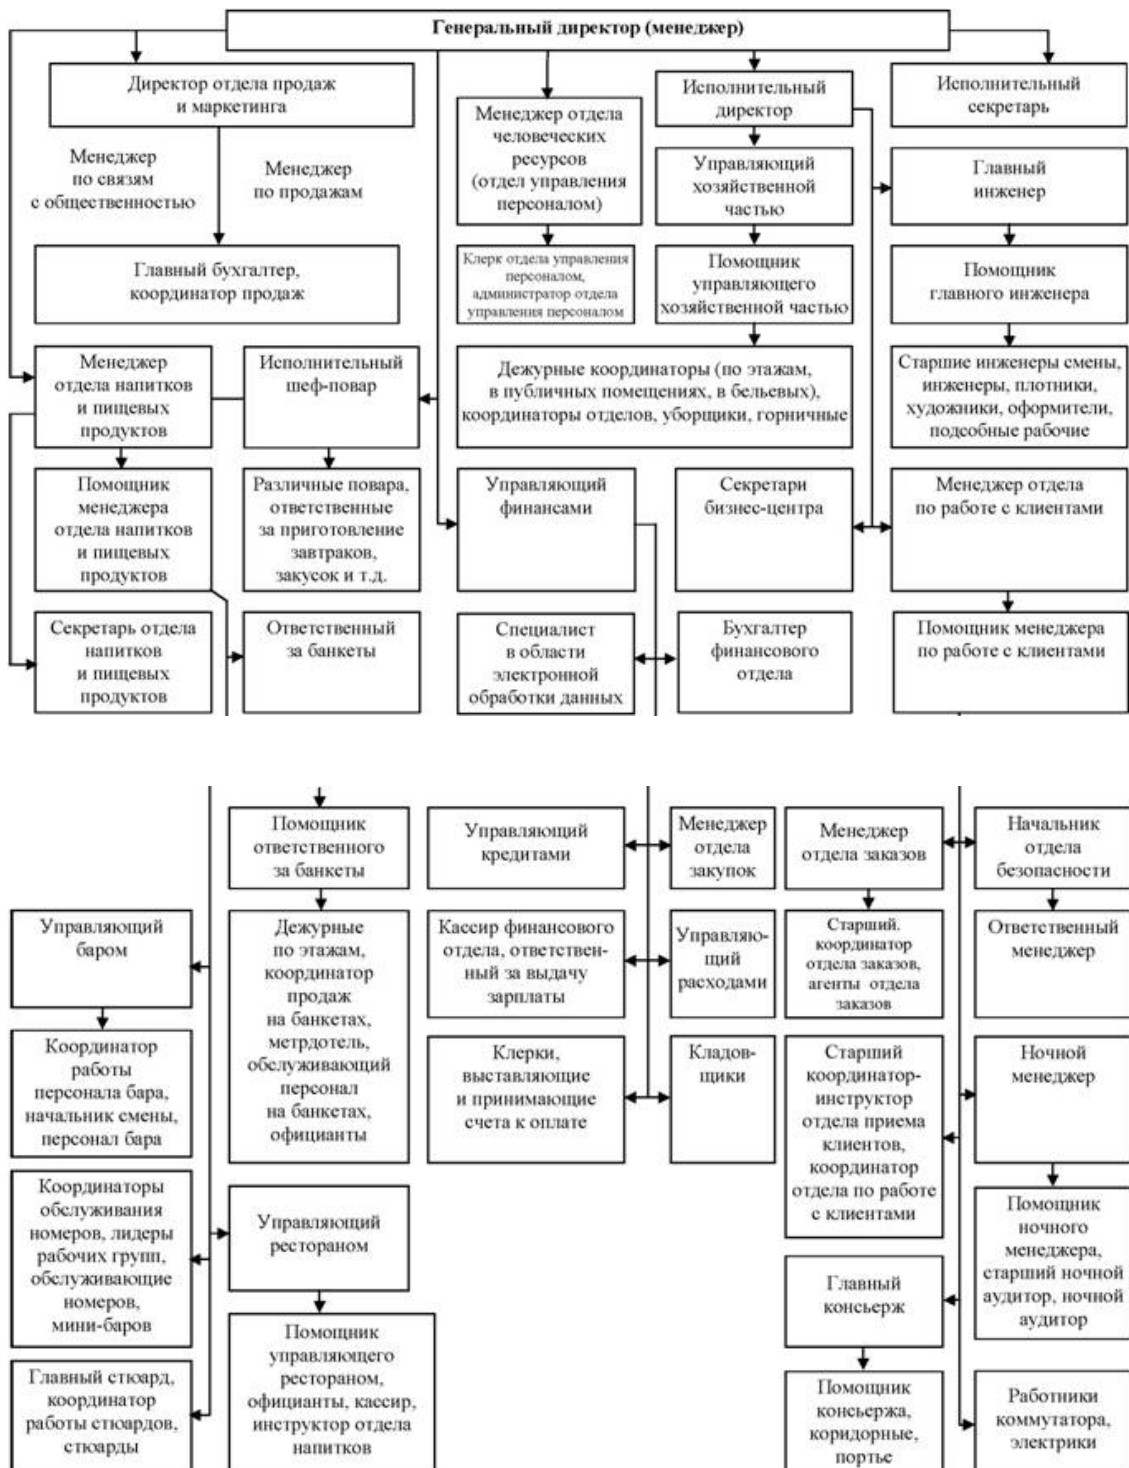 Генеральный директор (менеджер)
Директор отдела продаж
и маркетинга
Менеджер
по связям
с общественностью
Менеджер
по продажам
Главный бухгалтер,
координатор продаж
Менеджер отдела
человеческих
ресурсов
(отдел управления
персоналом)
Клерк отдела управления
персоналом,
администратор отдела
управления персоналом
Исполнительный
директор
Управляющий
хозяйственной
частью
Помощник
управляющего
хозяйственной частью
Исполнительный
секретарь
Главный
инженер
Помощник
главного инженера
Менеджер
отдела напитков
и пищевых
продуктов
Исполнительный
шеф-повар
Дежурные координаторы (по этажам,
в публичных помещениях, в бельевых),
координаторы отделов, уборщики, горничные
Старшие инженеры смены,
инженеры, плотники,
художники, оформители,
подсобные рабочие
Помощник
менеджера
отдела напитков
и пищевых
продуктов
Различные повара,
ответственные
за приготовление
завтраков,
закусок и т.д.
Управляющий
финансами
Секретари
бизнес-центра
Менеджер отдела
по работе с клиентами
Секретарь отдела
напитков
и пищевых
продуктов
Ответственный
за банкеты
Специалист
в области
электронной
обработки данных
Бухгалтер
финансового
отдела
Помощник менеджера
по работе с клиентами
Помощник
ответственного
за банкеты
Управляющий
кредитами
Менеджер
отдела
закупок
Менеджер
отдела заказов
Начальник
отдела
безопасности
Управляющий
баром
Дежурные
по этажам,
координатор
продаж
на банкетах,
метрдотель,
обслуживающий
персонал
на банкетах,
официанты
Кассир финансового
отдела, ответствен-
ный за выдачу
зарплаты
Управляю-
щий
расходами
Старший.
координатор
отдела заказов,
агенты отдела
заказов
Ответственный
менеджер
Координатор
работы
персонала бара,
начальник смены,
персонал бара
Клерки,
выставляющие
и принимающие
счета к оплате
Кладов-
щики
Старший
координатор-
инструктор
отдела приема
клиентов,
координатор
отдела по работе
с клиентами
Ночной
менеджер
Координаторы
обслуживания
номеров, лидеры
рабочих групп,
обслуживающие
номеров,
мини-баров
Управляющий
рестораном
Помощник
ночного
менеджера,
старший ночной
аудитор, ночной
аудитор
Главный
консьерж
Главный стюард,
координатор
работы стюардов,
стюарды
Помощник
управляющего
рестораном,
официанты, кассир,
инструктор отдела
напитков
Помощник
консьержа,
коридорные,
портье
Работники
коммутатора,
электрики